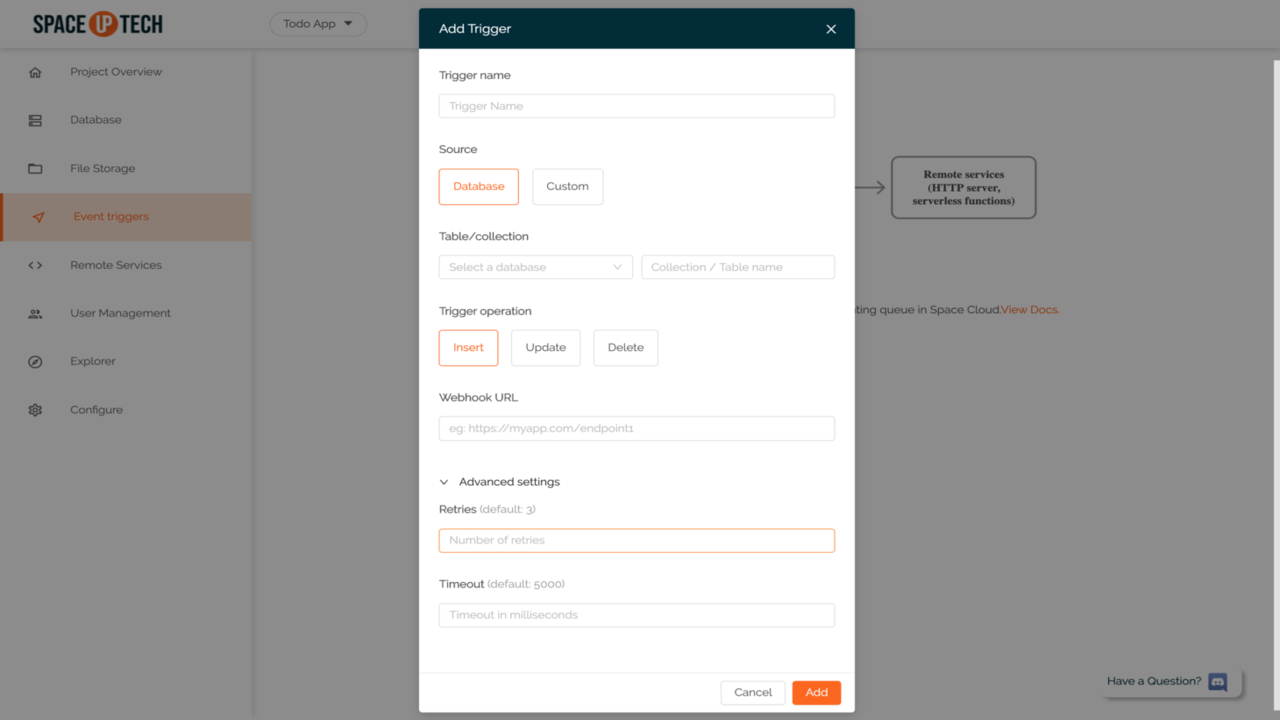 SPACE UP TECH
Todo App
Project Overview
Database
File Storage
Event triggers
Remote Services
User Management
Explorer
Configure
Add Trigger
Trigger name
Trigger Name
Source
Database Custom
Table/collection
Select a database Collection / Table name
Trigger operation
Insert Update Delete
Webhook URL
eg: https://myapp.com/endpoint1
Advanced settings
Retries (default: 3)
Number of retries
Timeout (default: 5000)
Timeout in milliseconds
Cancel Add
Remote services
(HTTP server,
serverless functions)
queue in Space Cloud.View Docs.
Have a Question?